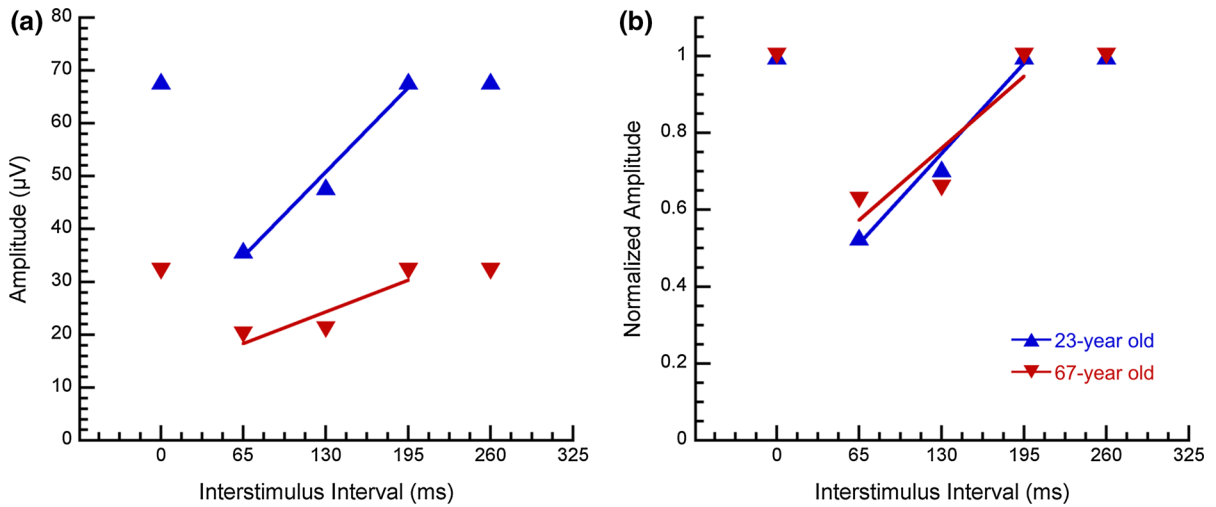 (a)
80
70
60
50
40
30
20
10
0
Amplitude (µV)
0 65 130 195 260 325
Interstimulus Interval (ms)
(b)
1
0.8
0.6
0.4
0.2
0
Normalized Amplitude
23-year old
67-year old
0 65 130 195 260 325
Interstimulus Interval (ms)